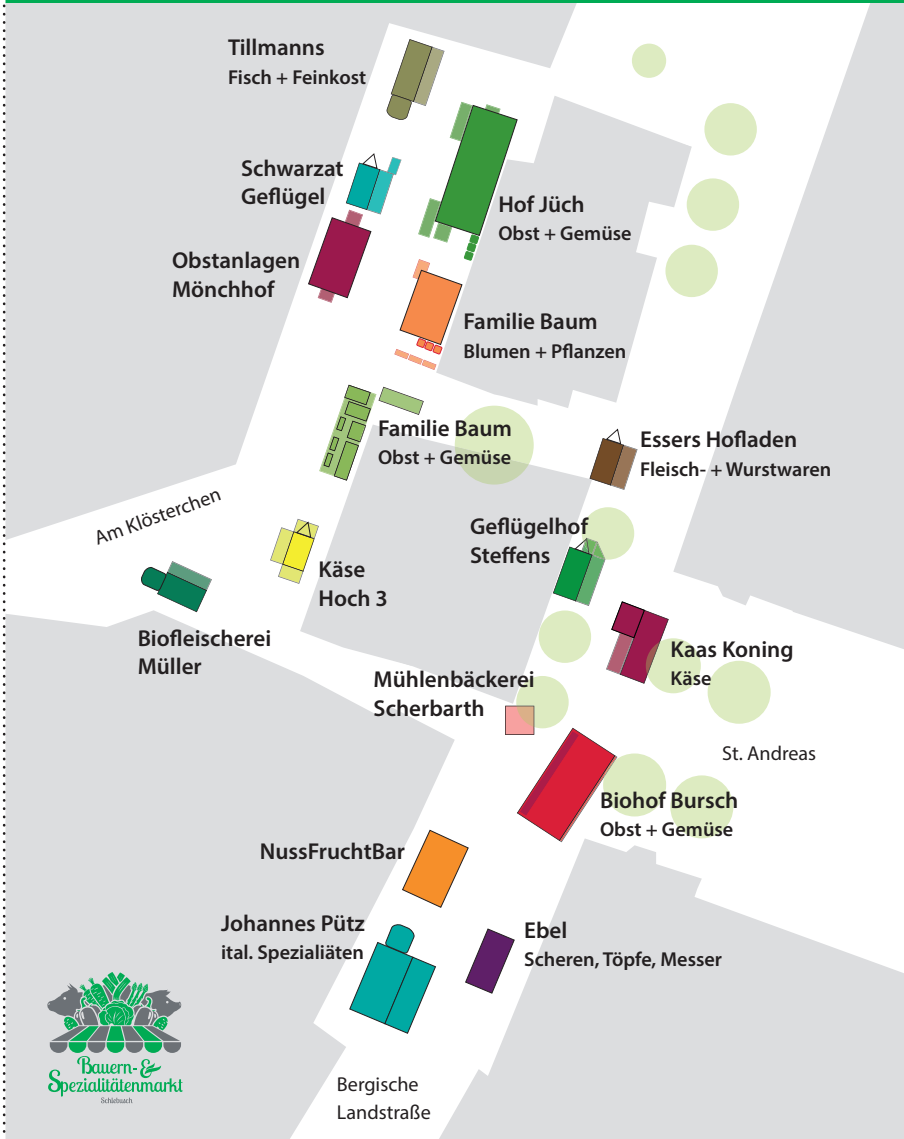 Tillmanns
Fisch + Feinkost
Schwarzat
Geflügel
Hof Jüch
Obst + Gemüse
Obstanlagen
Mönchhof
Familie Baum
Blumen + Pflanzen
Familie Baum
Obst + Gemüse
Essers Hofladen
Fleisch- + Wurstwaren
Am Klösterchen
Geflügelhof
Steffens
Käse
Hoch 3
Biofleischerei
Müller
Kaas Koning
Käse
Mühlenbäckerei
Scherbarth
St. Andreas
Biohof Bursch
Obst + Gemüse
NussFruchtBar
Johannes Pütz
ital. Spezialiäten
Ebel
Scheren, Töpfe, Messer
Bauern- &
Spezialitätenmarkt
Schlebusch
Bergische
Landstraße